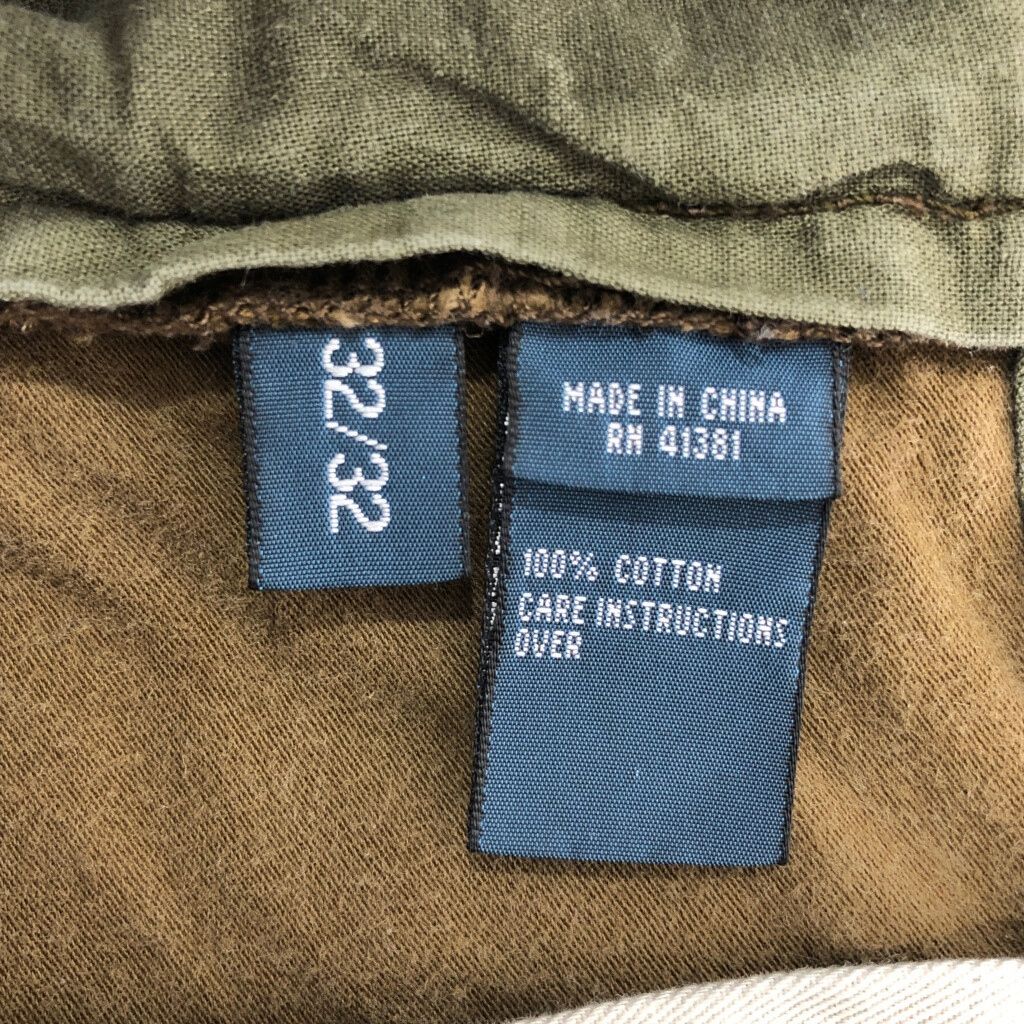 32/32
MADE IN CHINA
RN 41381
100% COTTON
CARE INSTRUCTIONS
OVER